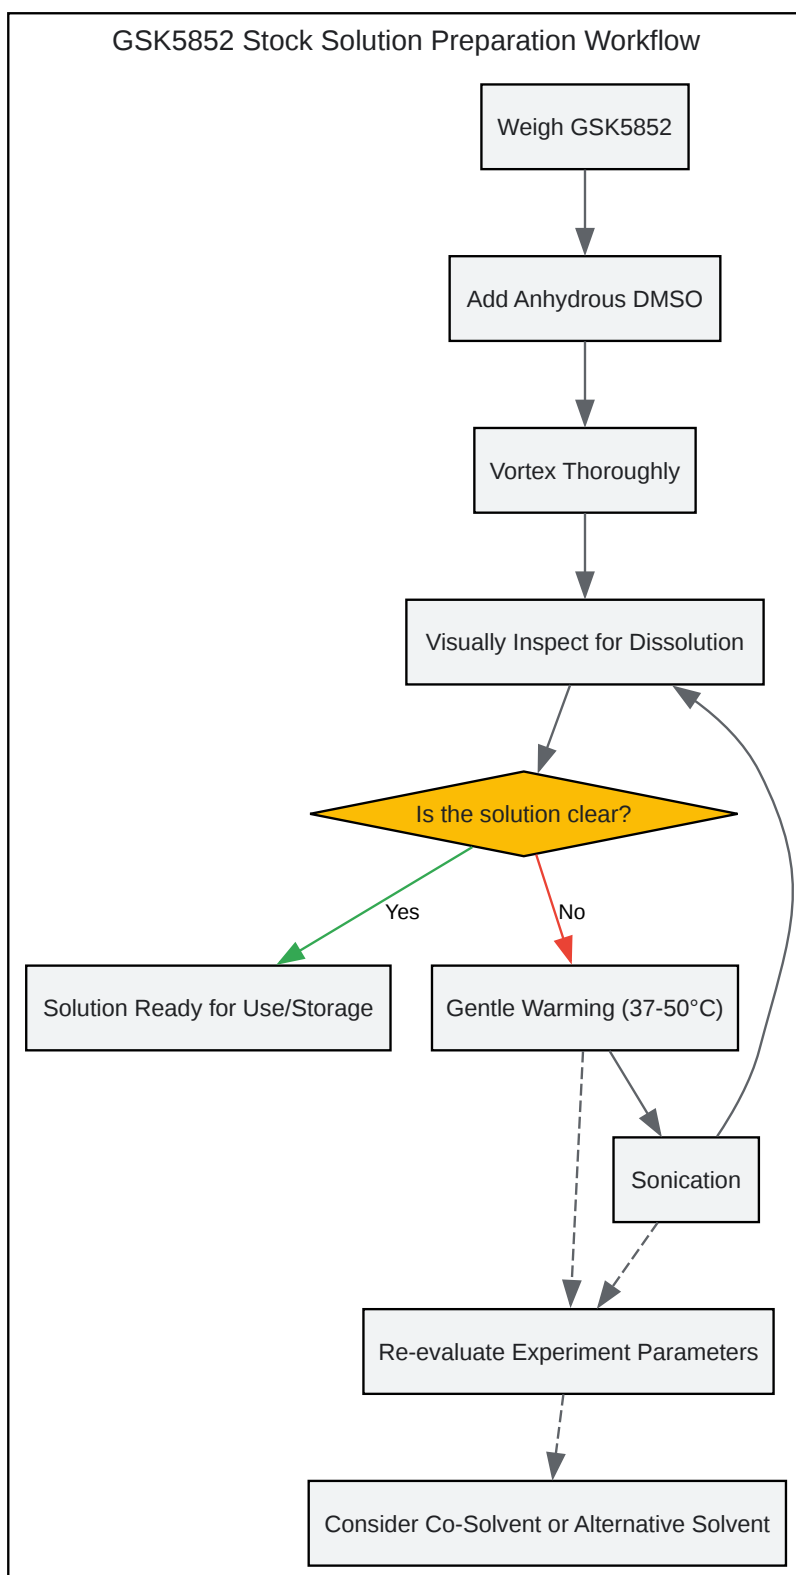 GSK5852 Stock Solution Preparation Workflow
Weigh GSK5852
Add Anhydrous DMSO
Vortex Thoroughly
Visually Inspect for Dissolution
Is the solution clear?
Yes
No
Solution Ready for Use/Storage
Gentle Warming (37-50°C)
Sonication
Re-evaluate Experiment Parameters
Consider Co-Solvent or Alternative Solvent